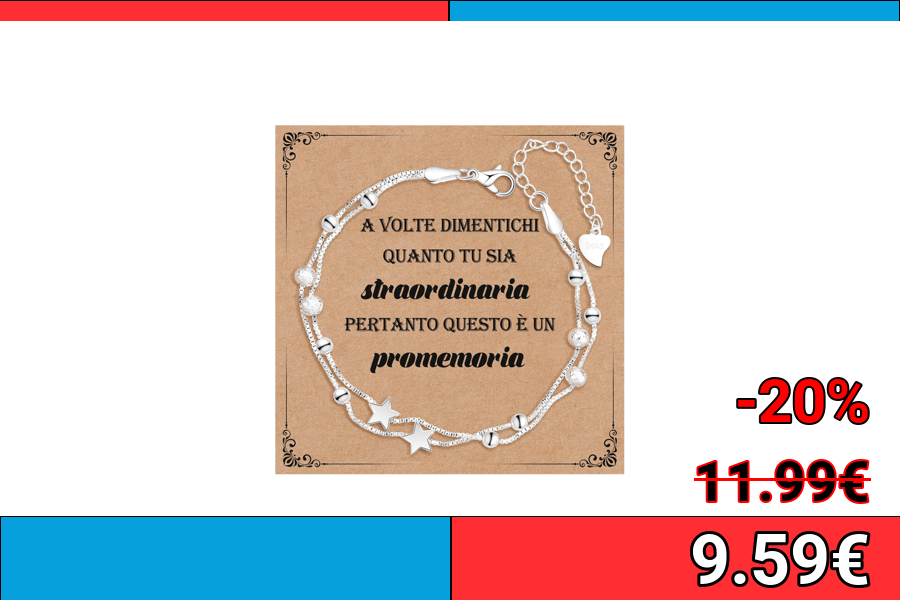 A VOLTE DIMENTICHI
QUANTO TU SIA
straordinaria
PERTANTO QUESTO È UN
promemoria
-20%
11.99€
9.59€